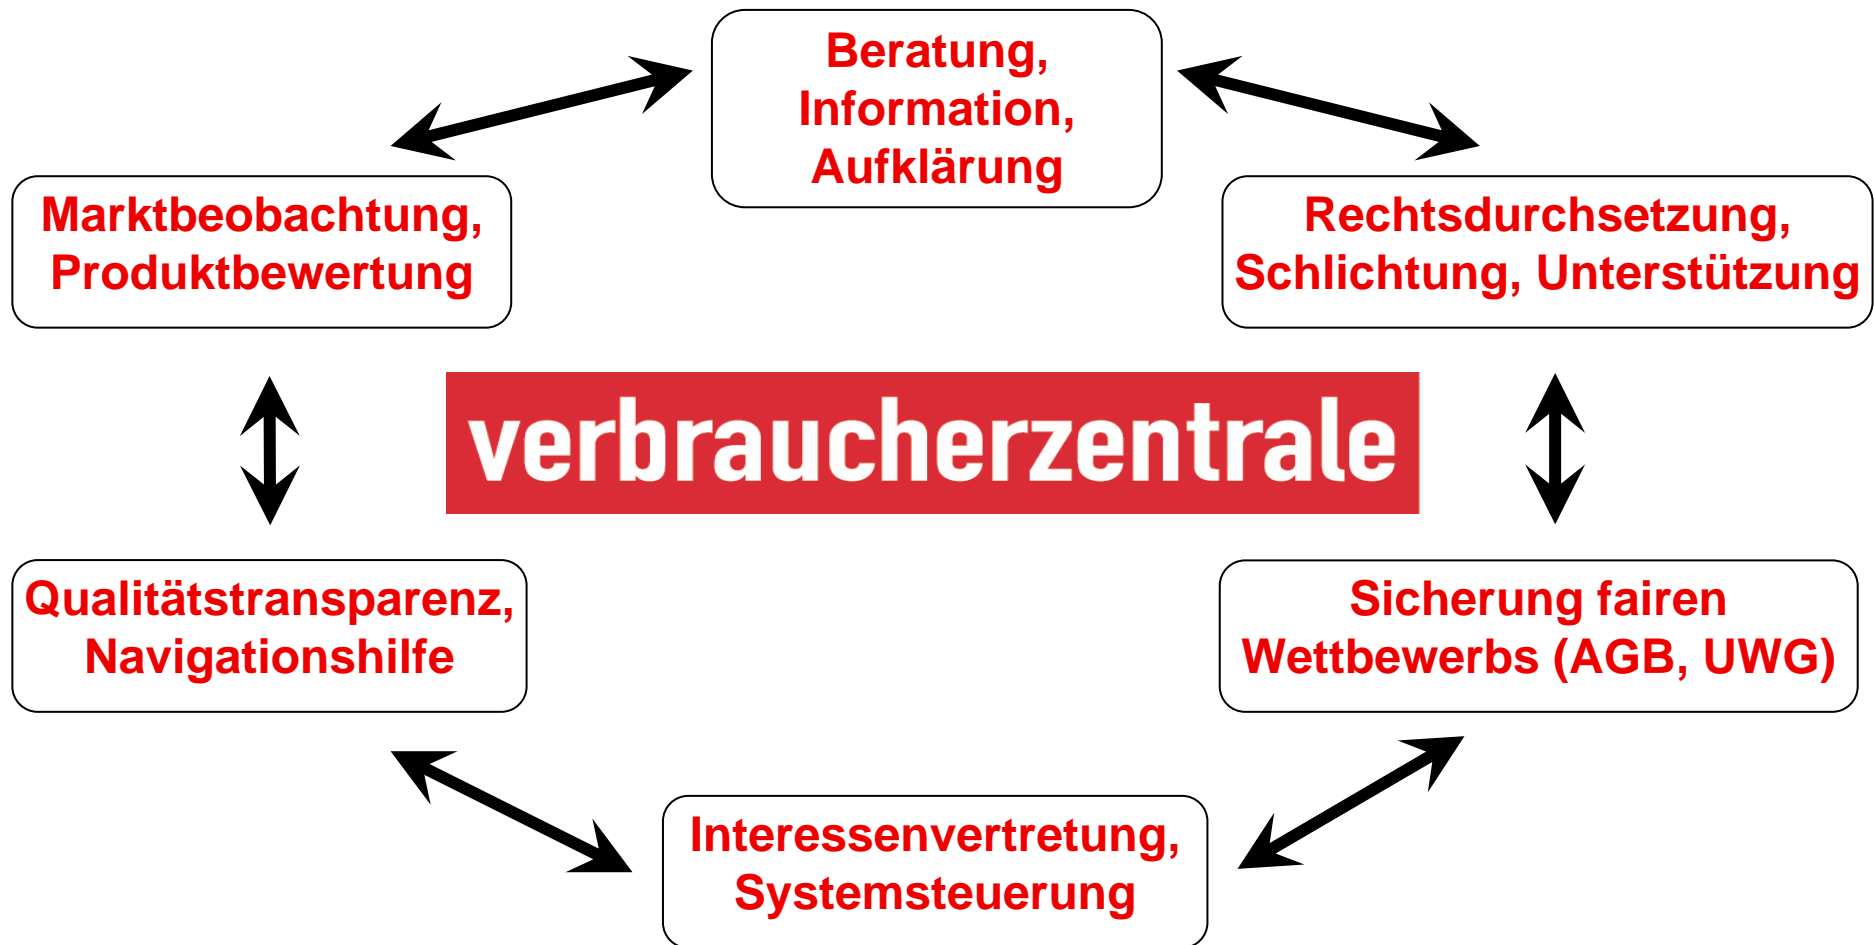 Beratung,
Information,
Aufklärung
Marktbeobachtung,
Produktbewertung
Rechtsdurchsetzung,
Schlichtung, Unterstützung
verbraucherzentrale
Qualitätstransparenz,
Navigationshilfe
Sicherung fairen
Wettbewerbs (AGB, UWG)
Interessenvertretung,
Systemsteuerung